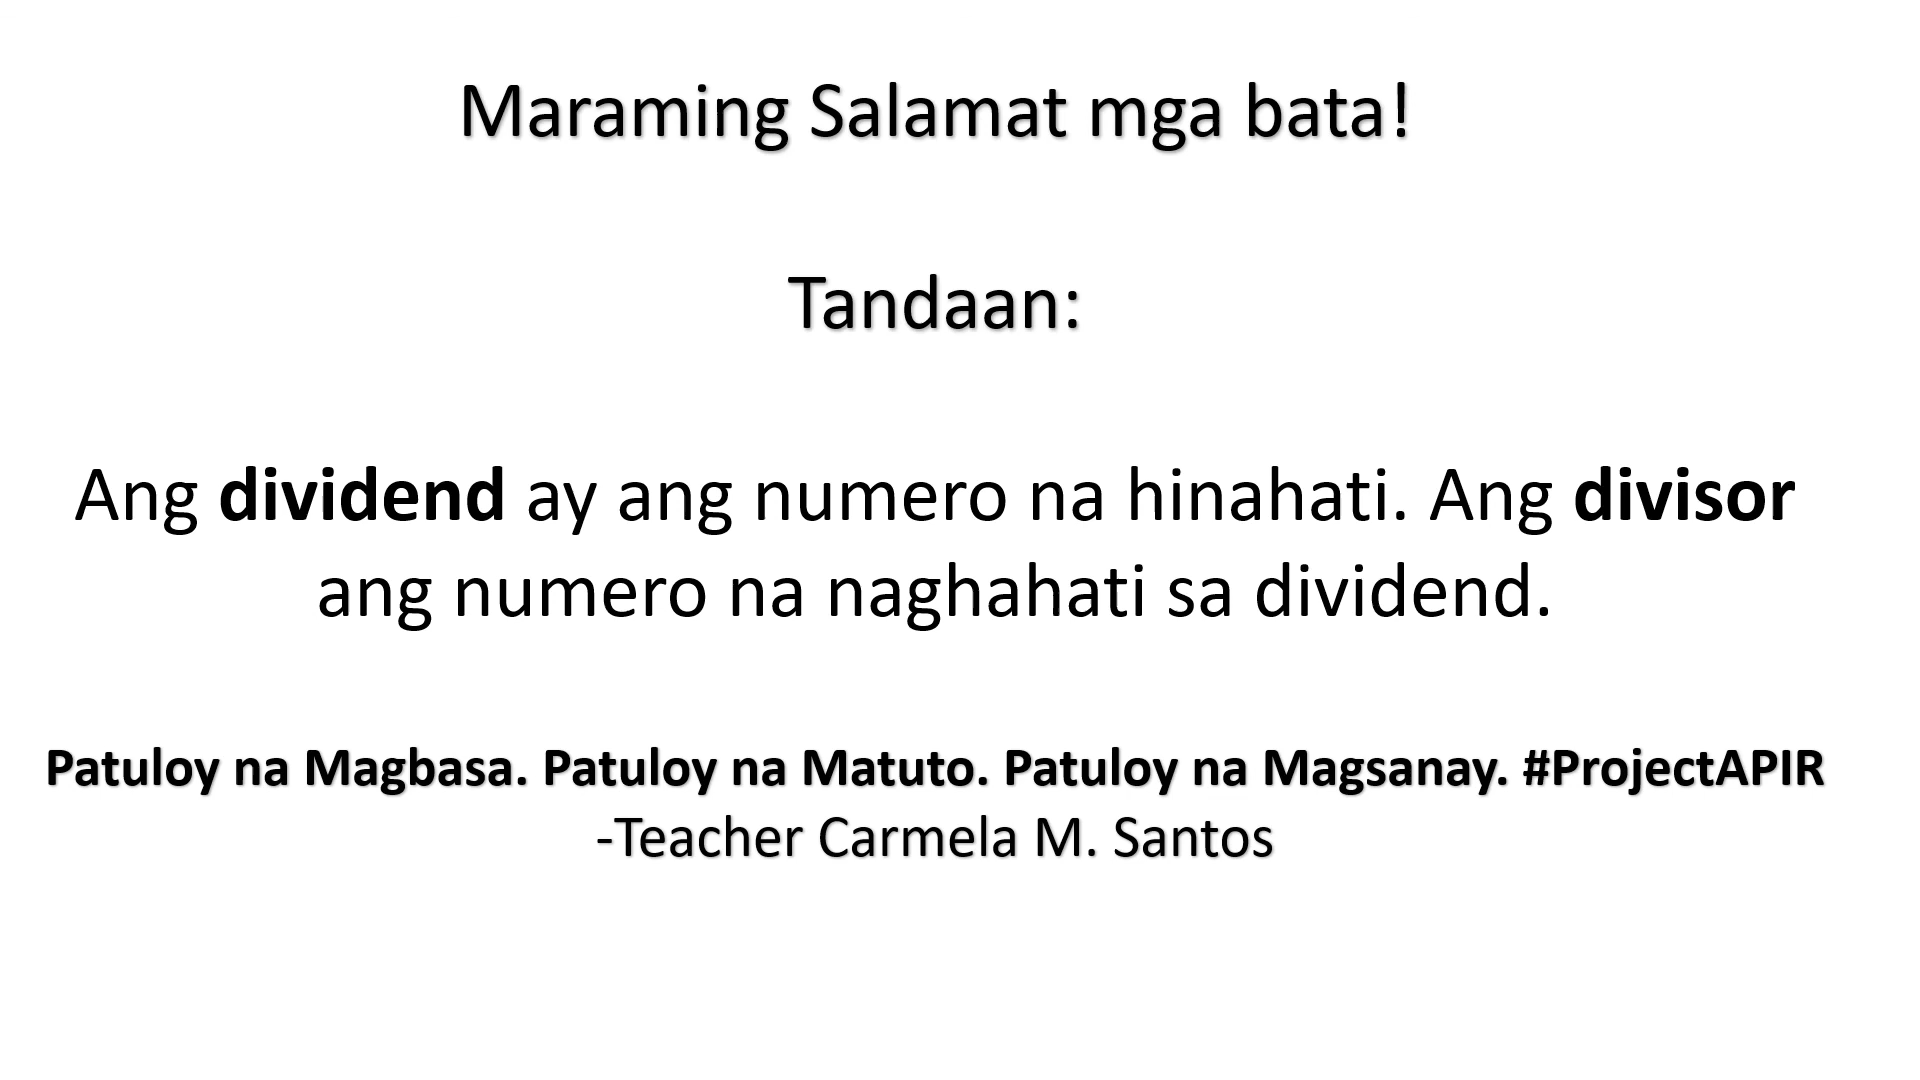 Maraming Salamat mga bata!
Tandaan:
Ang dividend ay ang numero na hinahati. Ang divisor
ang numero na naghahati sa dividend.
Patuloy na Magbasa. Patuloy na Matuto. Patuloy na Magsanay. #ProjectAPIR
-Teacher Carmela M. Santos